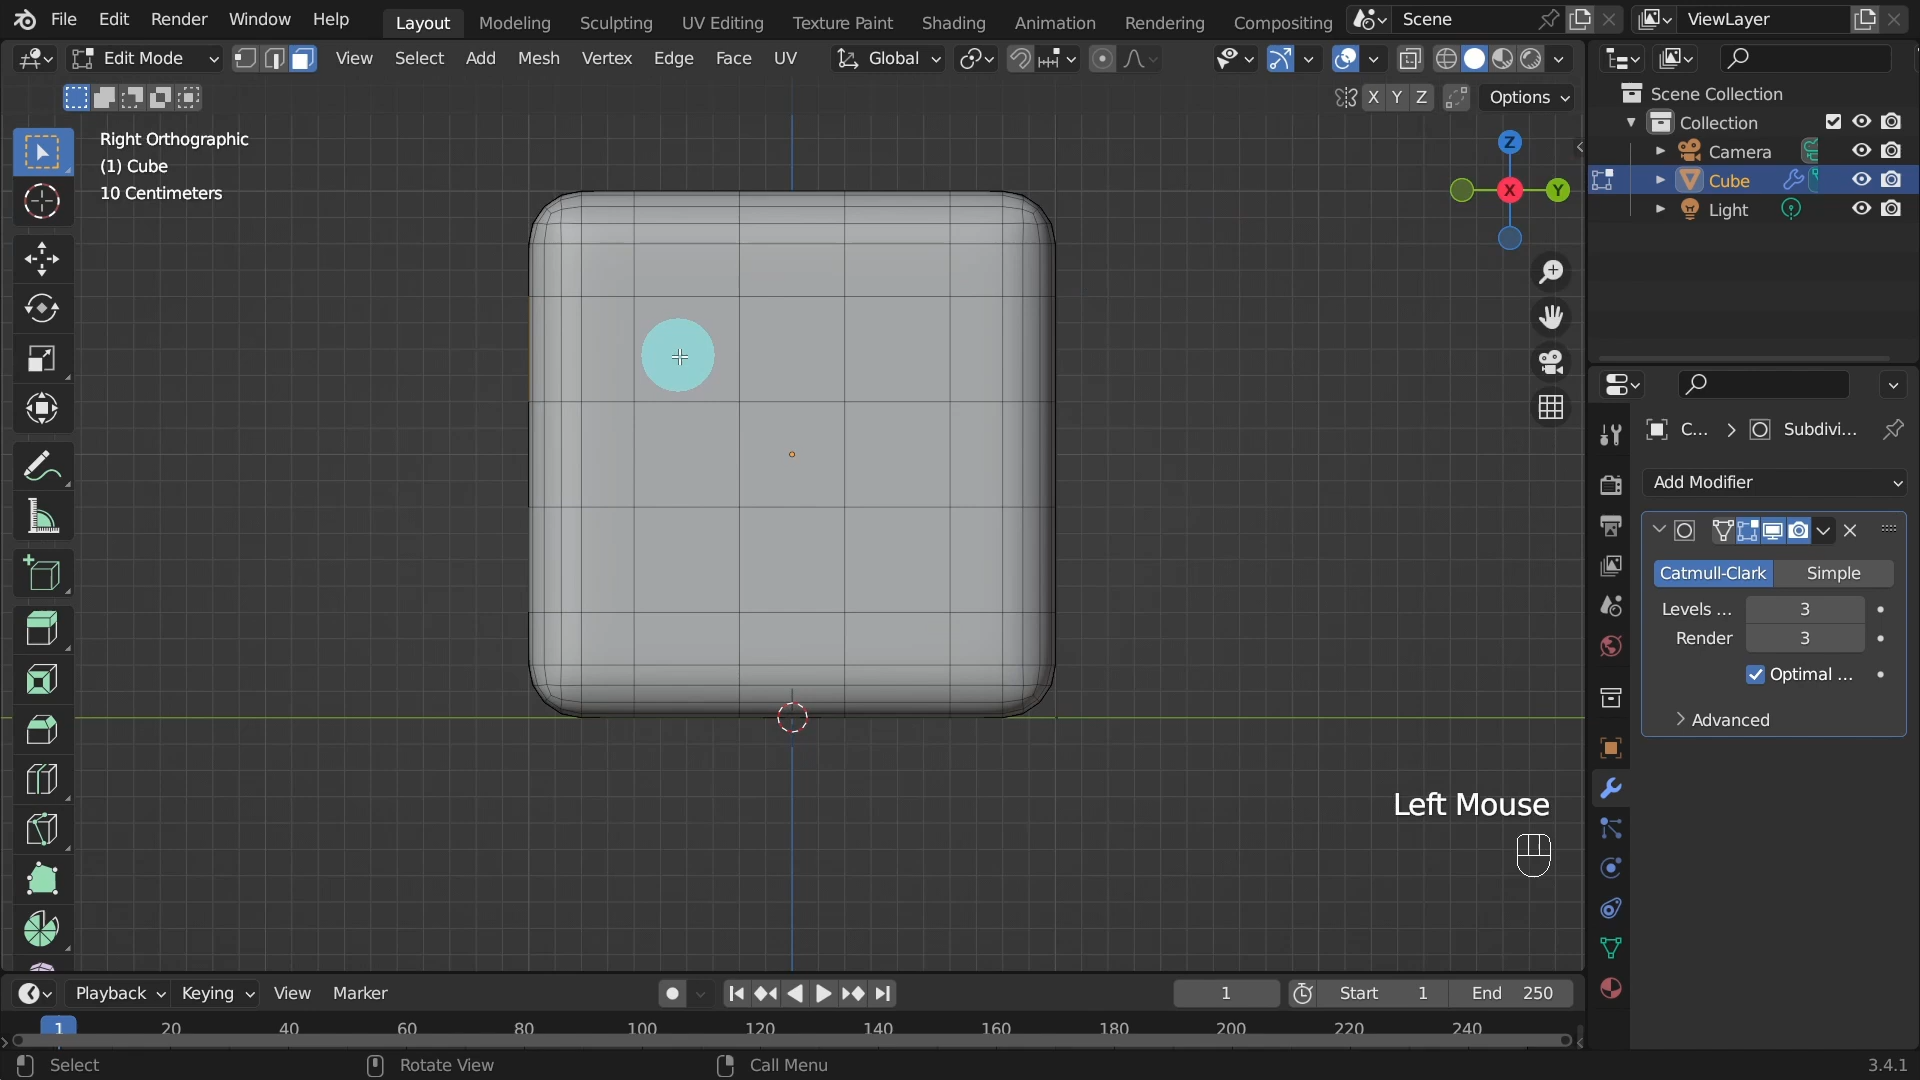 File Edit Render Window Help Layout Modeling Sculpting UV Editing Texture Paint Shading Animation Rendering Compositing Scene ViewLayer
Edit Mode View Select Add Mesh Vertex Edge Face UV Global
X Y Z Options
Right Orthographic
(1) Cube
10 Centimeters
Z
X
Y
Scene Collection
Collection
Camera
Cube
Light
C... Subdivi...
Add Modifier
Catmull-Clark Simple
Levels ... 3
Render 3
Optimal ...
Advanced
Left Mouse
Playback Keying View Marker 1 Start 1 End 250
1 20 40 60 80 100 120 140 160 180 200 220 240
Select Rotate View Call Menu 3.4.1